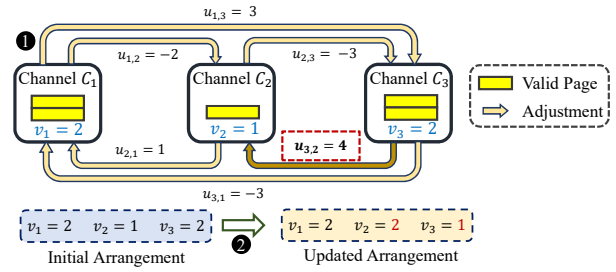 ❶
u₁,₃ = 3
u₁,₂ = −2
u₂,₃ = −3
Channel C₁
Channel C₂
Channel C₃
v₁ = 2
v₂ = 1
v₃ = 2
Valid Page
Adjustment
u₂,₁ = 1
u₃,₂ = 4
u₃,₁ = −3
v₁ = 2 v₂ = 1 v₃ = 2
❷
v₁ = 2 v₂ = 2 v₃ = 1
Initial Arrangement
Updated Arrangement